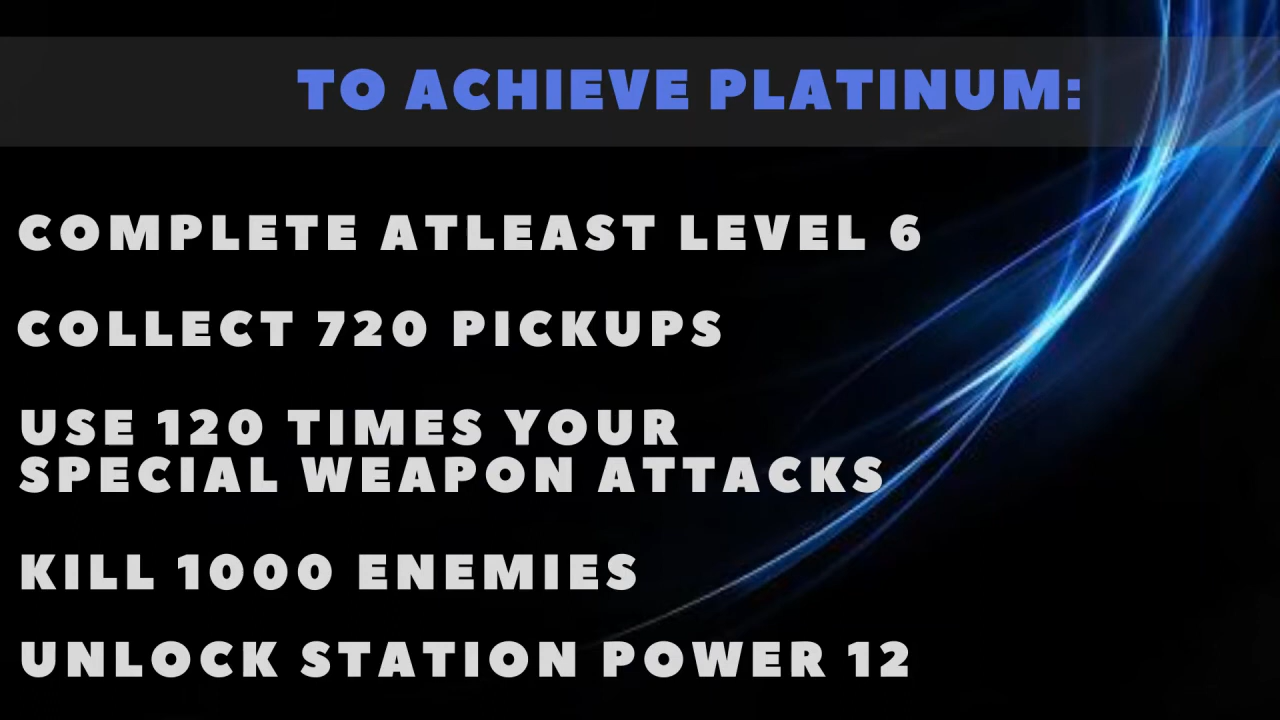 TO ACHIEVE PLATINUM:
COMPLETE ATLEAST LEVEL 6
COLLECT 720 PICKUPS
USE 120 TIMES YOUR
SPECIAL WEAPON ATTACKS
KILL 1000 ENEMIES
UNLOCK STATION POWER 12